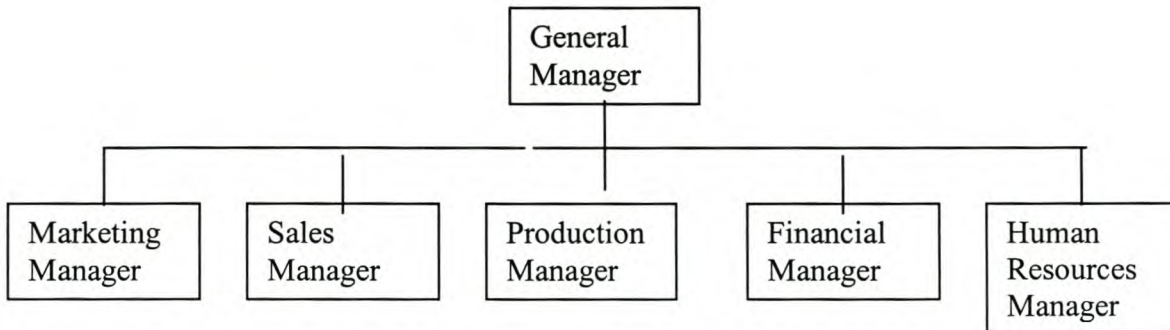 General
Manager
Marketing
Manager
Sales
Manager
Production
Manager
Financial
Manager
Human
Resources
Manager